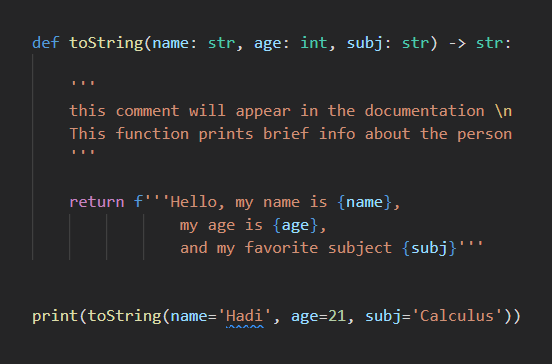 def toString(name: str, age: int, subj: str) -> str:
'''
this comment will appear in the documentation \n
This function prints brief info about the person
'''
return f'''Hello, my name is {name},
my age is {age},
and my favorite subject {subj}'''
print(toString(name='Hadi', age=21, subj='Calculus'))